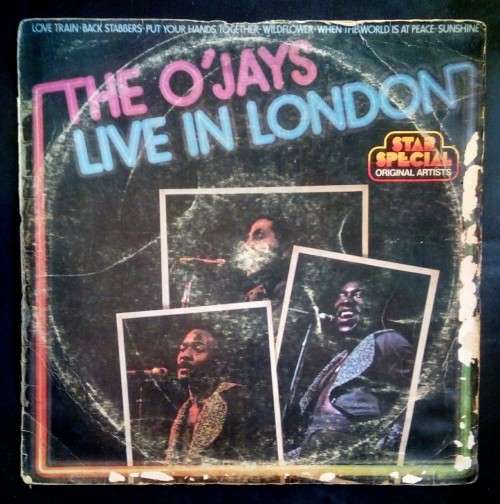 LOVE TRAIN · BACK STABBERS · PUT YOUR HANDS TOGETHER · WILDFLOWER · WHEN THE WORLD IS AT PEACE · SUNSHINE
THE O'JAYS
LIVE IN LONDON
STAR
SPECIAL
ORIGINAL ARTISTS